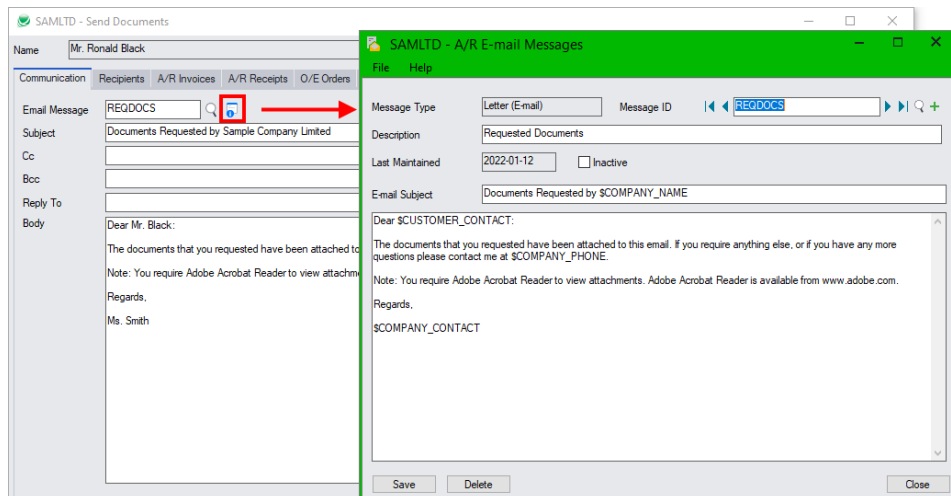 SAMLTD - Send Documents
Name Mr. Ronald Black
Communication Recipients A/R Invoices A/R Receipts O/E Orders
Email Message REQDOCS
Subject Documents Requested by Sample Company Limited
Cc
Bcc
Reply To
Body Dear Mr. Black:
The documents that you requested have been attached to
Note: You require Adobe Acrobat Reader to view attachm
Regards,
Ms. Smith
SAMLTD - A/R E-mail Messages
File Help
Message Type Letter (E-mail) Message ID REQDOCS
Description Requested Documents
Last Maintained 2022-01-12 Inactive
E-mail Subject Documents Requested by $COMPANY_NAME
Dear $CUSTOMER_CONTACT:
The documents that you requested have been attached to this email. If you require anything else, or if you have any more
questions please contact me at $COMPANY_PHONE.
Note: You require Adobe Acrobat Reader to view attachments. Adobe Acrobat Reader is available from www.adobe.com.
Regards,
$COMPANY_CONTACT
Save Delete Close